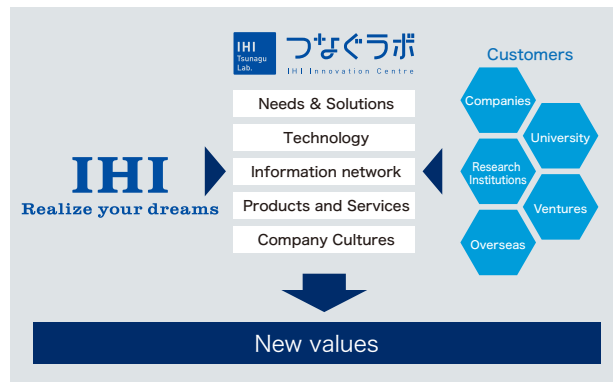 IHI
Tsunagu
Lab.
つなぐラボ
IHI Innovation Centre
Customers
Needs & Solutions
Technology
Information network
Products and Services
Company Cultures
IHI
Realize your dreams
Companies
University
Research
Institutions
Ventures
Overseas
New values